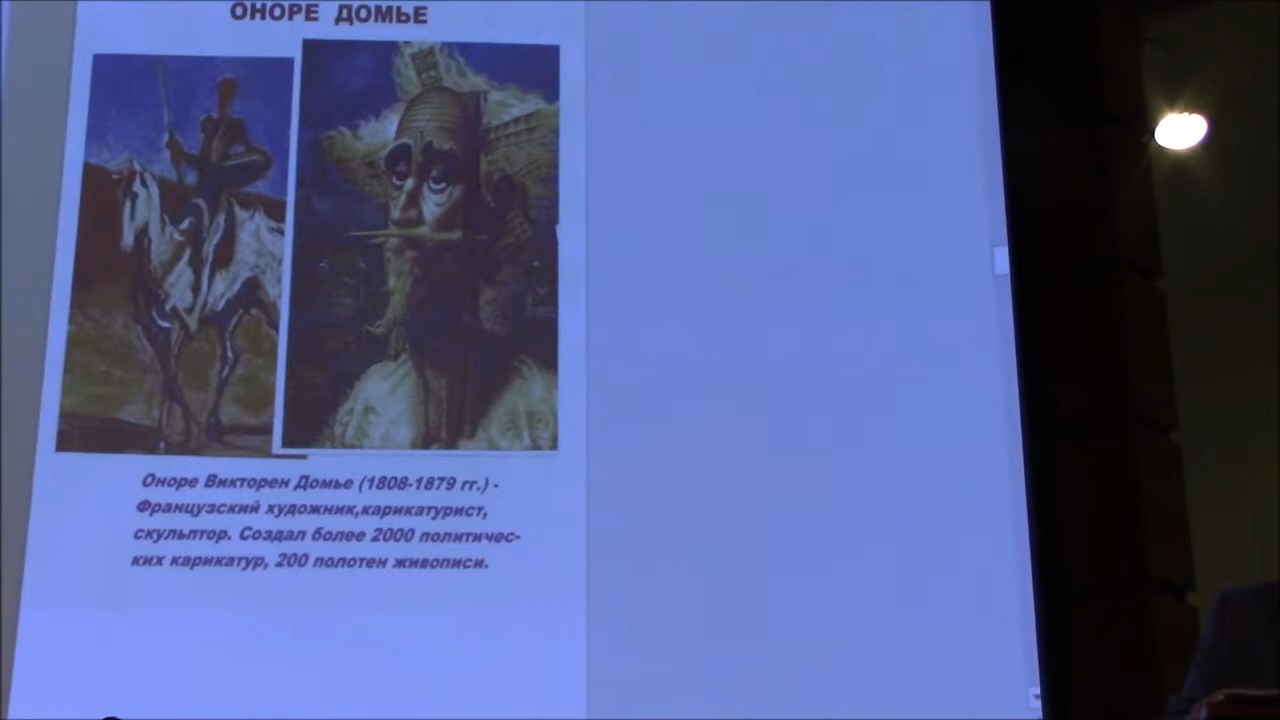 ОНОРЕ ДОМЬЕ
Оноре Викторен Домье (1808-1879 гг.) -
Французский художник,карикатурист,
скульптор. Создал более 2000 политичес-
ких карикатур, 200 полотен живописи.